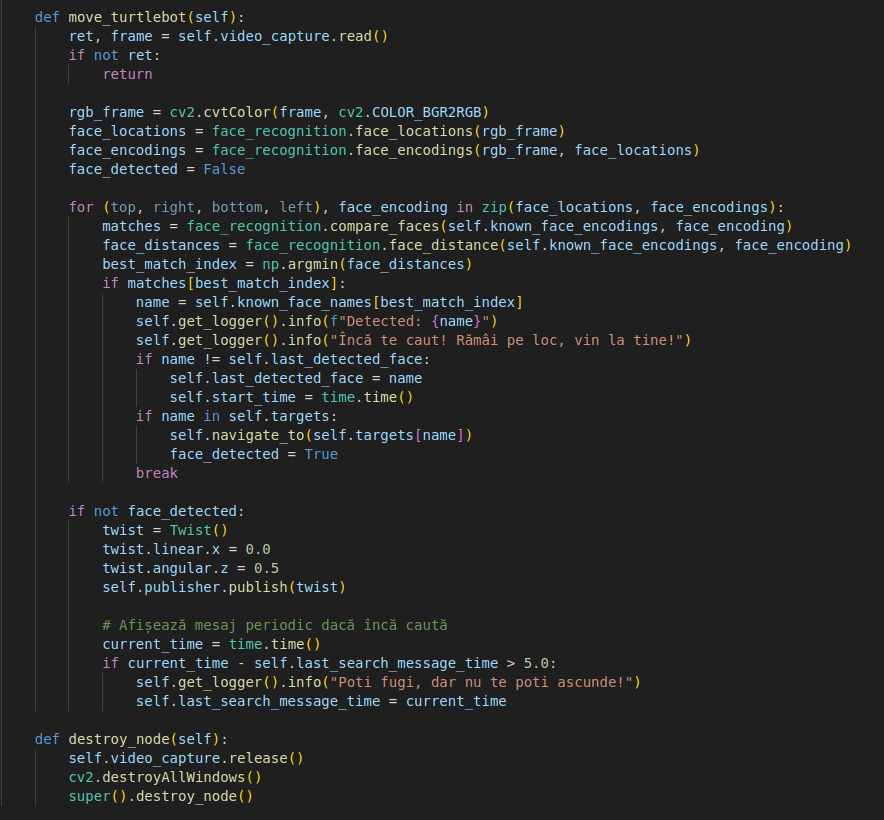 def move_turtlebot(self):
    ret, frame = self.video_capture.read()
    if not ret:
        return

    rgb_frame = cv2.cvtColor(frame, cv2.COLOR_BGR2RGB)
    face_locations = face_recognition.face_locations(rgb_frame)
    face_encodings = face_recognition.face_encodings(rgb_frame, face_locations)
    face_detected = False

    for (top, right, bottom, left), face_encoding in zip(face_locations, face_encodings):
        matches = face_recognition.compare_faces(self.known_face_encodings, face_encoding)
        face_distances = face_recognition.face_distance(self.known_face_encodings, face_encoding)
        best_match_index = np.argmin(face_distances)
        if matches[best_match_index]:
            name = self.known_face_names[best_match_index]
            self.get_logger().info(f"Detected: {name}")
            self.get_logger().info("Încă te caut! Rămâi pe loc, vin la tine!")
            if name != self.last_detected_face:
                self.last_detected_face = name
                self.start_time = time.time()
            if name in self.targets:
                self.navigate_to(self.targets[name])
                face_detected = True
            break

    if not face_detected:
        twist = Twist()
        twist.linear.x = 0.0
        twist.angular.z = 0.5
        self.publisher.publish(twist)

        # Afișează mesaj periodic dacă încă caută
        current_time = time.time()
        if current_time - self.last_search_message_time > 5.0:
            self.get_logger().info("Poti fugi, dar nu te poti ascunde!")
            self.last_search_message_time = current_time

def destroy_node(self):
    self.video_capture.release()
    cv2.destroyAllWindows()
    super().destroy_node()